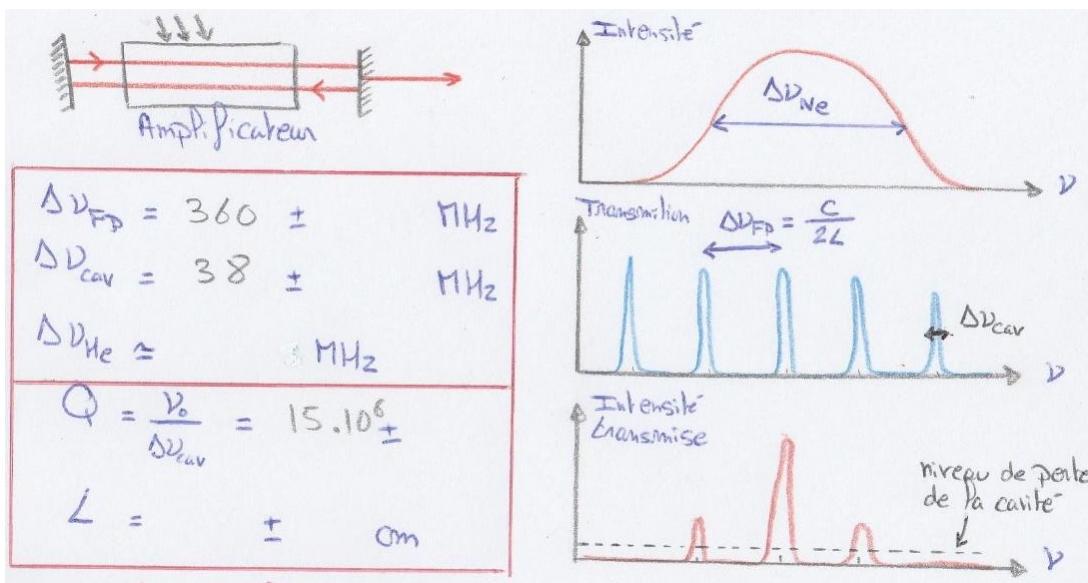 Amplificateur
Δν_FP = 360 ± MHz
Δν_cav = 38 ± MHz
Δν_He ≃ MHz
Q = ν₀/Δν_cav = 15.10⁶ ±
L = ± cm
Intensité
Δν_Ne
ν
Transmition
Δν_FP = c/2L
Δν_cav
ν
Intensité
transmise
niveau de perte
de la cavité
ν